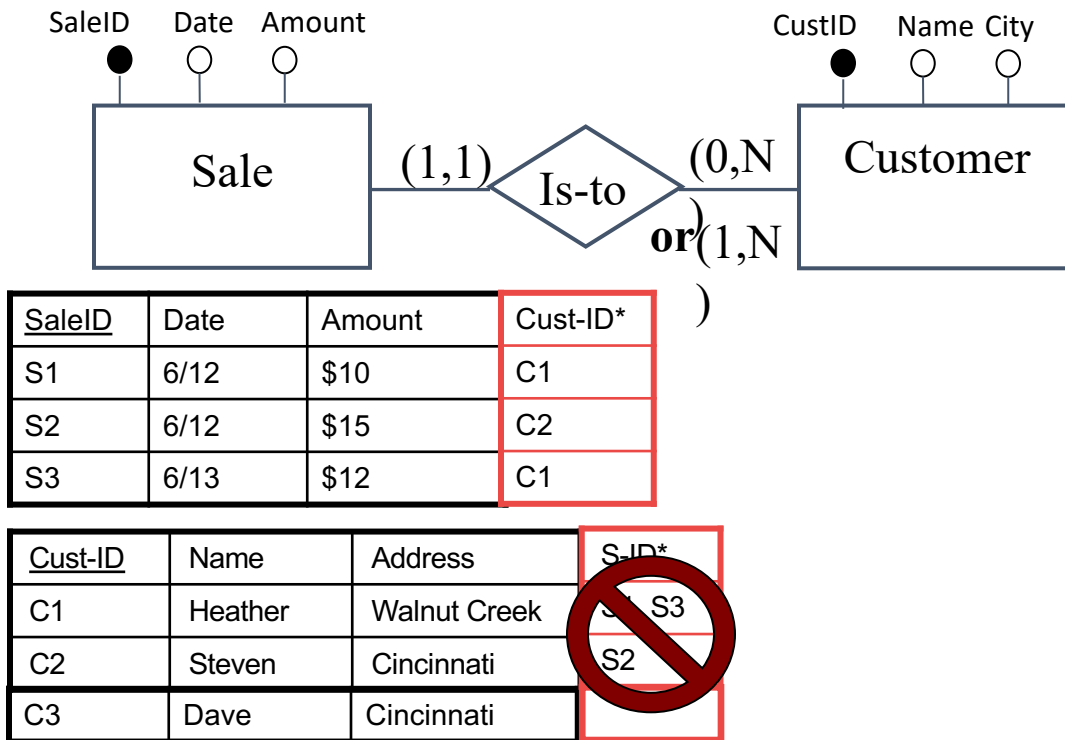 SaleID Date Amount CustID Name City
Sale (1,1) Is-to (0,N Customer
)
or (1,N
)
SaleID Date Amount Cust-ID*
S1 6/12 $10 C1
S2 6/12 $15 C2
S3 6/13 $12 C1
Cust-ID Name Address S-ID*
C1 Heather Walnut Creek S3
C2 Steven Cincinnati S2
C3 Dave Cincinnati